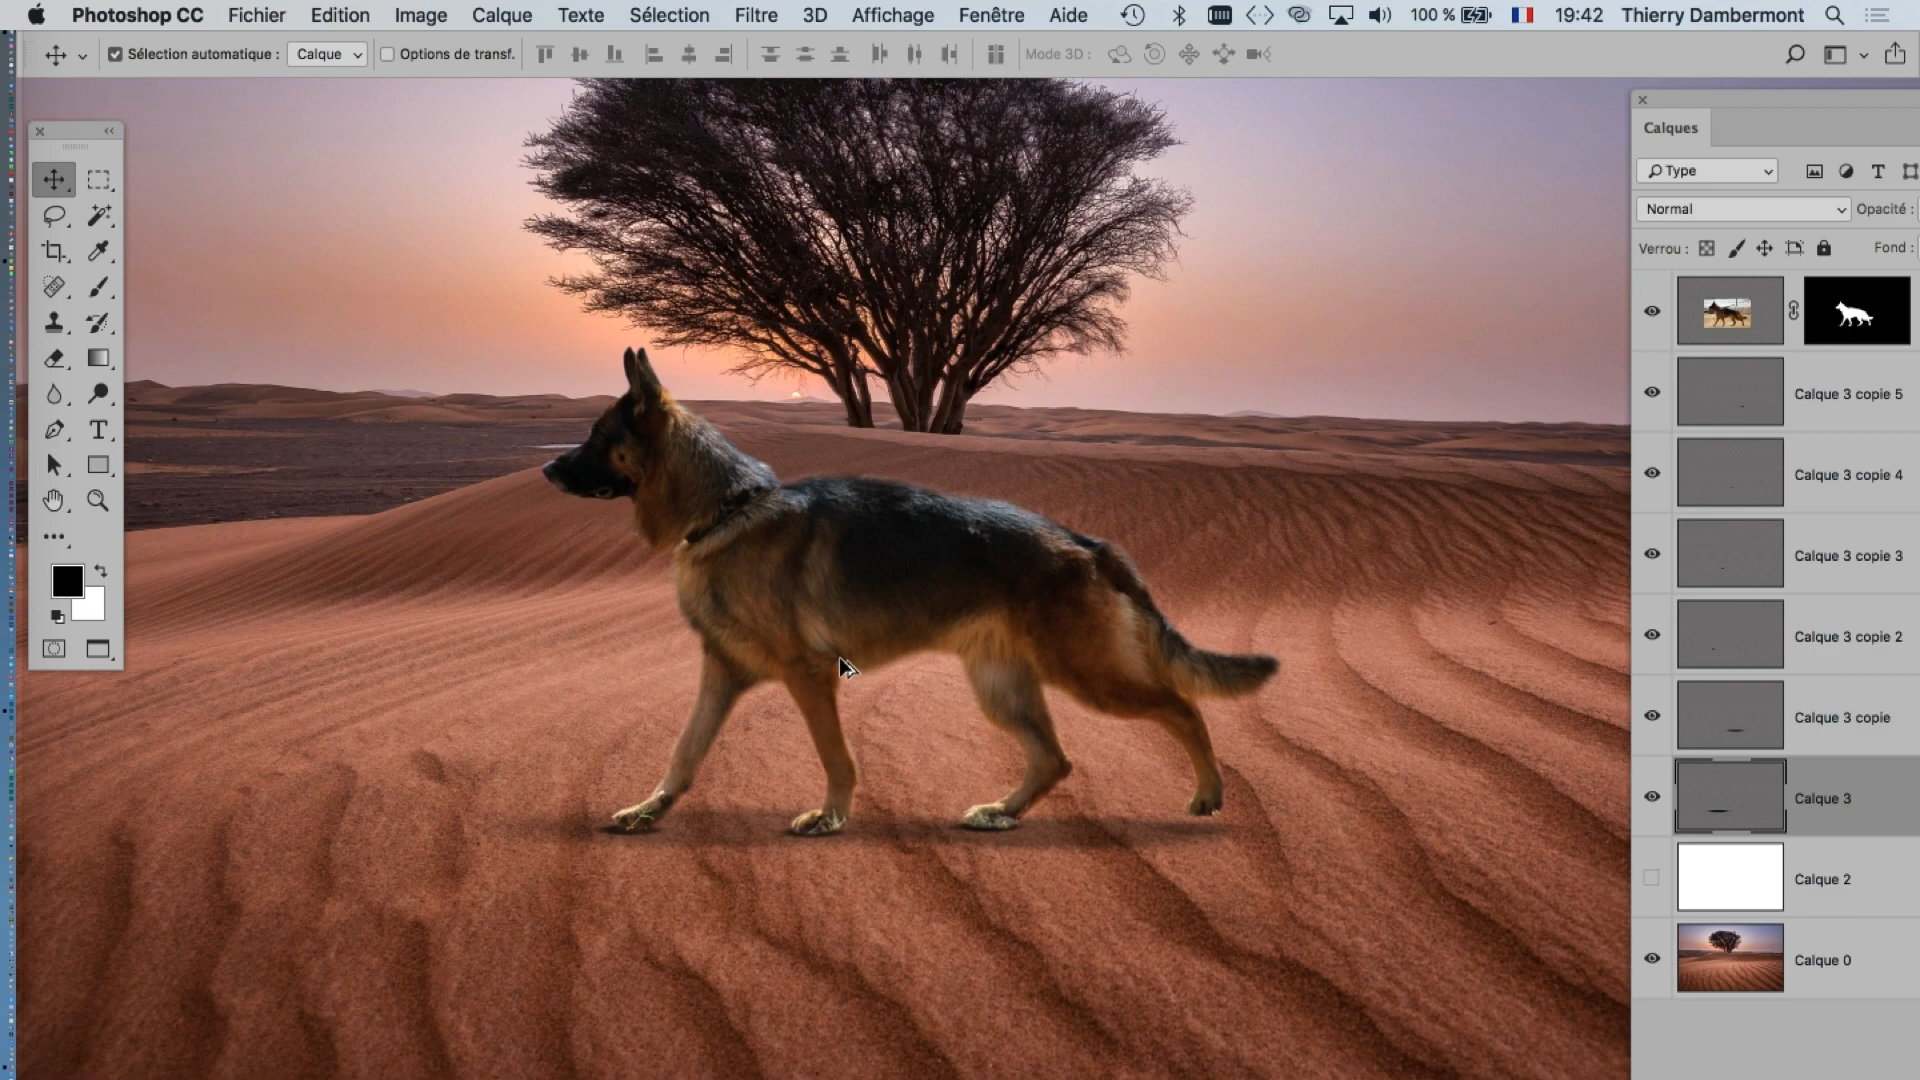 Photoshop CC Fichier Edition Image Calque Texte Sélection Filtre 3D Affichage Fenêtre Aide 100 % 19:42 Thierry Dambermont
Sélection automatique : Calque Options de transf. Mode 3D :
Calques
Type
Normal Opacité :
Verrou : Fond :
Calque 3 copie 5
Calque 3 copie 4
Calque 3 copie 3
Calque 3 copie 2
Calque 3 copie
Calque 3
Calque 2
Calque 0